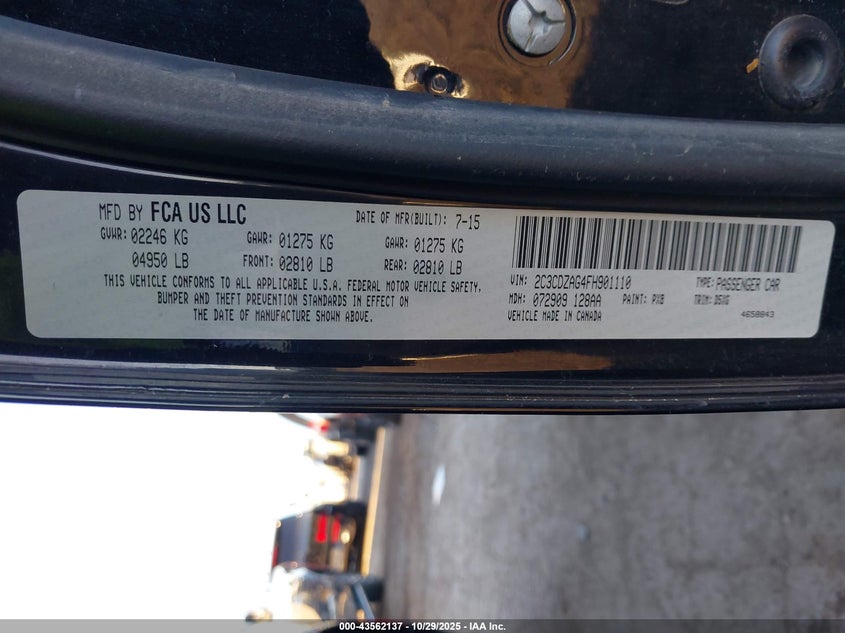 MFD BY FCA US LLC
DATE OF MFR(BUILT): 7-15
GVWR: 02246 KG GAWR: 01275 KG GAWR: 01275 KG
04950 LB FRONT: 02810 LB REAR: 02810 LB
THIS VEHICLE CONFORMS TO ALL APPLICABLE U.S.A. FEDERAL MOTOR VEHICLE SAFETY,
BUMPER AND THEFT PREVENTION STANDARDS IN EFFECT ON
THE DATE OF MANUFACTURE SHOWN ABOVE.
VIN: 2C3CDZAG4FH901110 TYPE: PASSENGER CAR
MDH: 072909 128AA PAINT: PXB TRIM: D5XG
VEHICLE MADE IN CANADA 4658843
000-43562137 - 10/29/2025 - IAA Inc.